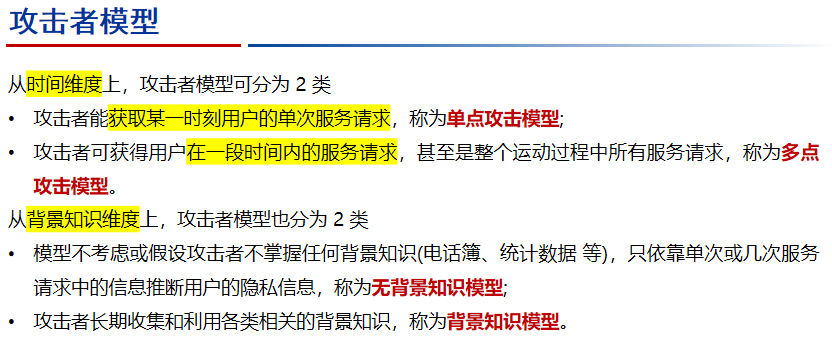 攻击者模型
从时间维度上，攻击者模型可分为 2 类
• 攻击者能获取某一时刻用户的单次服务请求，称为单点攻击模型;
• 攻击者可获得用户在一段时间内的服务请求，甚至是整个运动过程中所有服务请求，称为多点
攻击模型。
从背景知识维度上，攻击者模型也分为 2 类
• 模型不考虑或假设攻击者不掌握任何背景知识(电话簿、统计数据 等)，只依靠单次或几次服务
请求中的信息推断用户的隐私信息，称为无背景知识模型;
• 攻击者长期收集和利用各类相关的背景知识，称为背景知识模型。